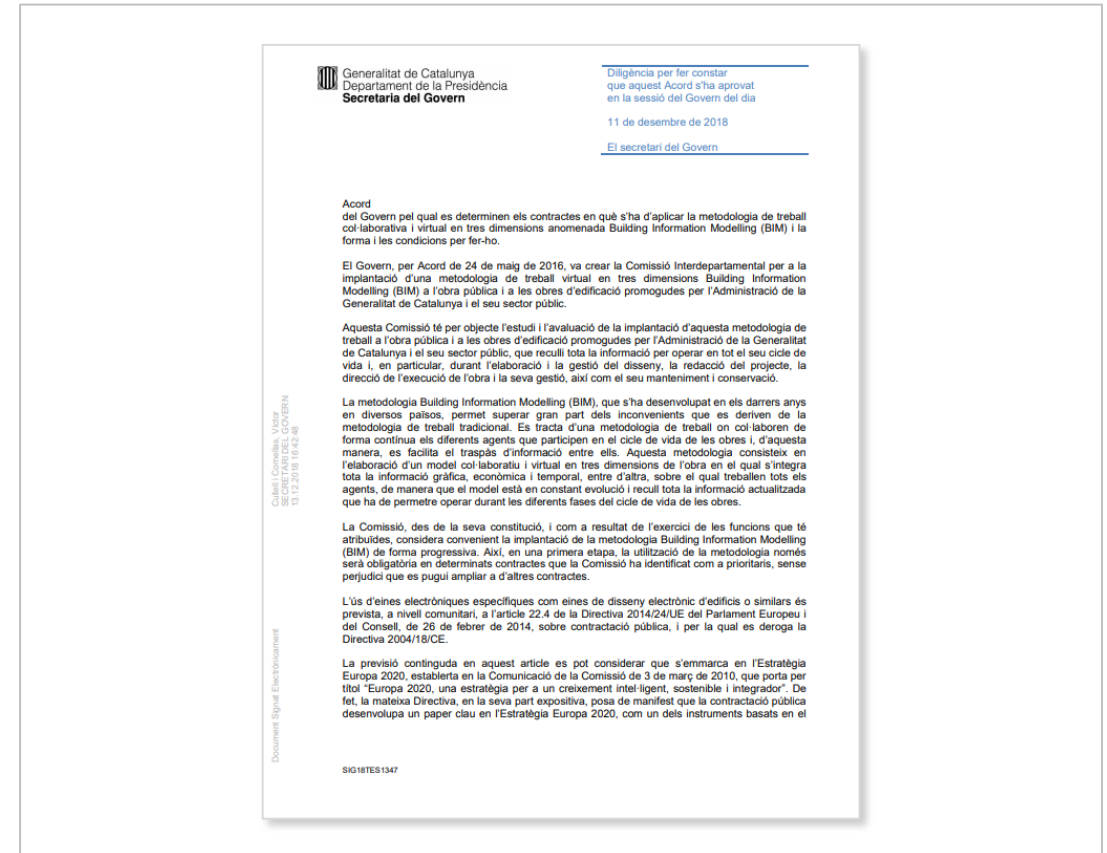 Generalitat de Catalunya
Departament de la Presidència
Secretaria del Govern
Diligència per fer constar
que aquest Acord s'ha aprovat
en la sessió del Govern del dia
11 de desembre de 2018
El secretari del Govern
Acord
del Govern pel qual es determinen els contractes en què s'ha d'aplicar la metodologia de treball
col·laborativa i virtual en tres dimensions anomenada Building Information Modelling (BIM) i la
forma i les condicions per fer-ho.
El Govern, per Acord de 24 de maig de 2016, va crear la Comissió Interdepartamental per a la
implantació d'una metodologia de treball virtual en tres dimensions Building Information
Modelling (BIM) a l'obra pública i a les obres d'edificació promogudes per l'Administració de la
Generalitat de Catalunya i el seu sector públic.
Aquesta Comissió té per objecte l'estudi i l'avaluació de la implantació d'aquesta metodologia de
treball a l'obra pública i a les obres d'edificació promogudes per l'Administració de la Generalitat
de Catalunya i el seu sector públic, que reculli tota la informació per operar en tot el seu cicle de
vida i, en particular, durant l'elaboració i la gestió del disseny, la redacció del projecte, la
direcció de l'execució de l'obra i la seva gestió, així com el seu manteniment i conservació.
La metodologia Building Information Modelling (BIM), que s'ha desenvolupat en els darrers anys
en diversos països, permet superar gran part dels inconvenients que es deriven de la
metodologia de treball tradicional. Es tracta d'una metodologia de treball on col·laboren de
forma contínua els diferents agents que participen en el cicle de vida de les obres i, d'aquesta
manera, es facilita el traspàs d'informació entre ells. Aquesta metodologia consisteix en
l'elaboració d'un model col·laboratiu i virtual en tres dimensions de l'obra en el qual s'integra
tota la informació gràfica, econòmica i temporal, entre d'altra, sobre el qual treballen tots els
agents, de manera que el model està en constant evolució i recull tota la informació actualitzada
que ha de permetre operar durant les diferents fases del cicle de vida de les obres.
La Comissió, des de la seva constitució, i com a resultat de l'exercici de les funcions que té
atribuïdes, considera convenient la implantació de la metodologia Building Information Modelling
(BIM) de forma progressiva. Així, en una primera etapa, la utilització de la metodologia només
serà obligatòria en determinats contractes que la Comissió ha identificat com a prioritaris, sense
perjudici que es pugui ampliar a d'altres contractes.
L'ús d'eines electròniques específiques com eines de disseny electrònic d'edificis o similars és
prevista, a nivell comunitari, a l'article 22.4 de la Directiva 2014/24/UE del Parlament Europeu i
del Consell, de 26 de febrer de 2014, sobre contractació pública, i per la qual es deroga la
Directiva 2004/18/CE.
La previsió continguda en aquest article es pot considerar que s'emmarca en l'Estratègia
Europa 2020, establerta en la Comunicació de la Comissió de 3 de març de 2010, que porta per
títol "Europa 2020, una estratègia per a un creixement intel·ligent, sostenible i integrador". De
fet, la mateixa Directiva, en la seva part expositiva, posa de manifest que la contractació pública
desenvolupa un paper clau en l'Estratègia Europa 2020, com un dels instruments basats en el
SIG18TES1347
Cullell i Comellas, Víctor
SECRETARI DEL GOVERN
13.12.2018 16:42:48
Document Signat Electrònicament